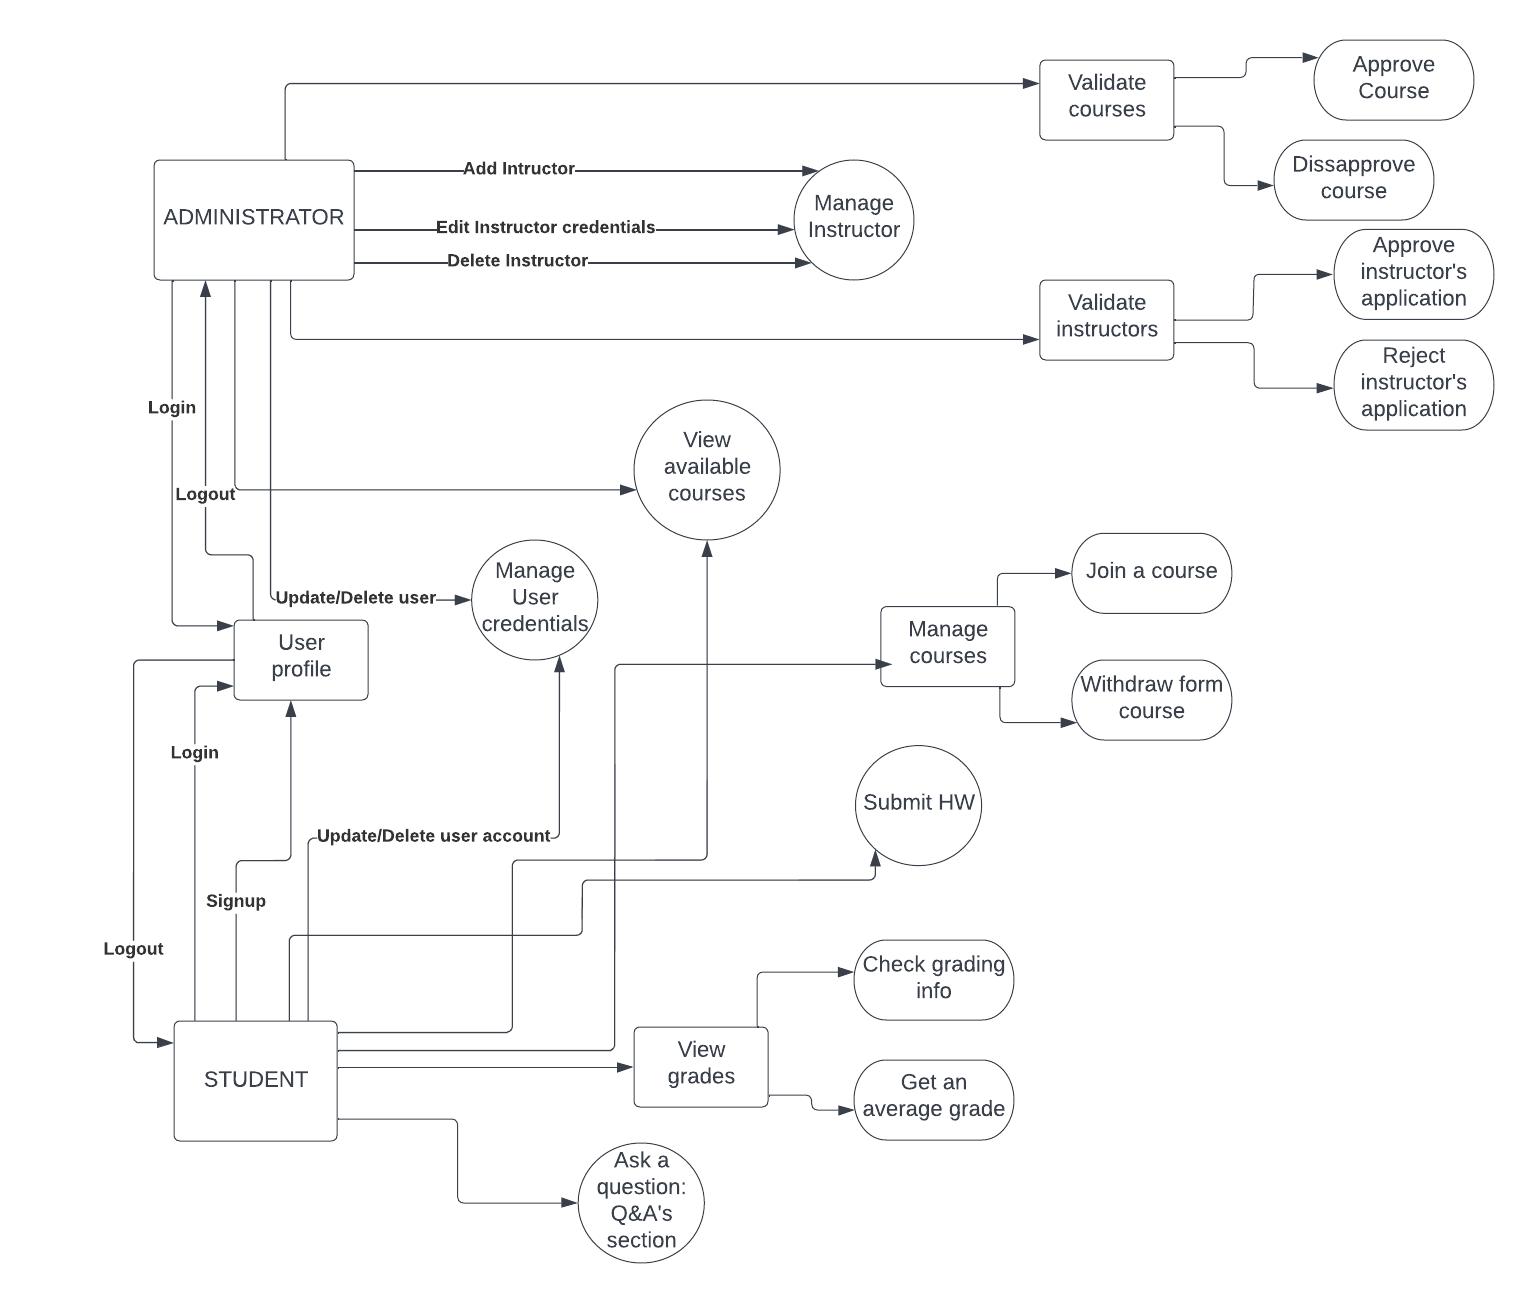 Approve
Course
Validate
courses
Dissapprove
course
Add Intructor
ADMINISTRATOR
Manage
Instructor
Edit Instructor credentials
Delete Instructor
Approve
instructor's
application
Validate
instructors
Reject
instructor's
application
Login
View
available
courses
Logout
Manage
User
credentials
Update/Delete user
Join a course
User
profile
Manage
courses
Withdraw form
course
Login
Submit HW
Update/Delete user account
Signup
Logout
Check grading
info
STUDENT
View
grades
Get an
average grade
Ask a
question:
Q&A's
section